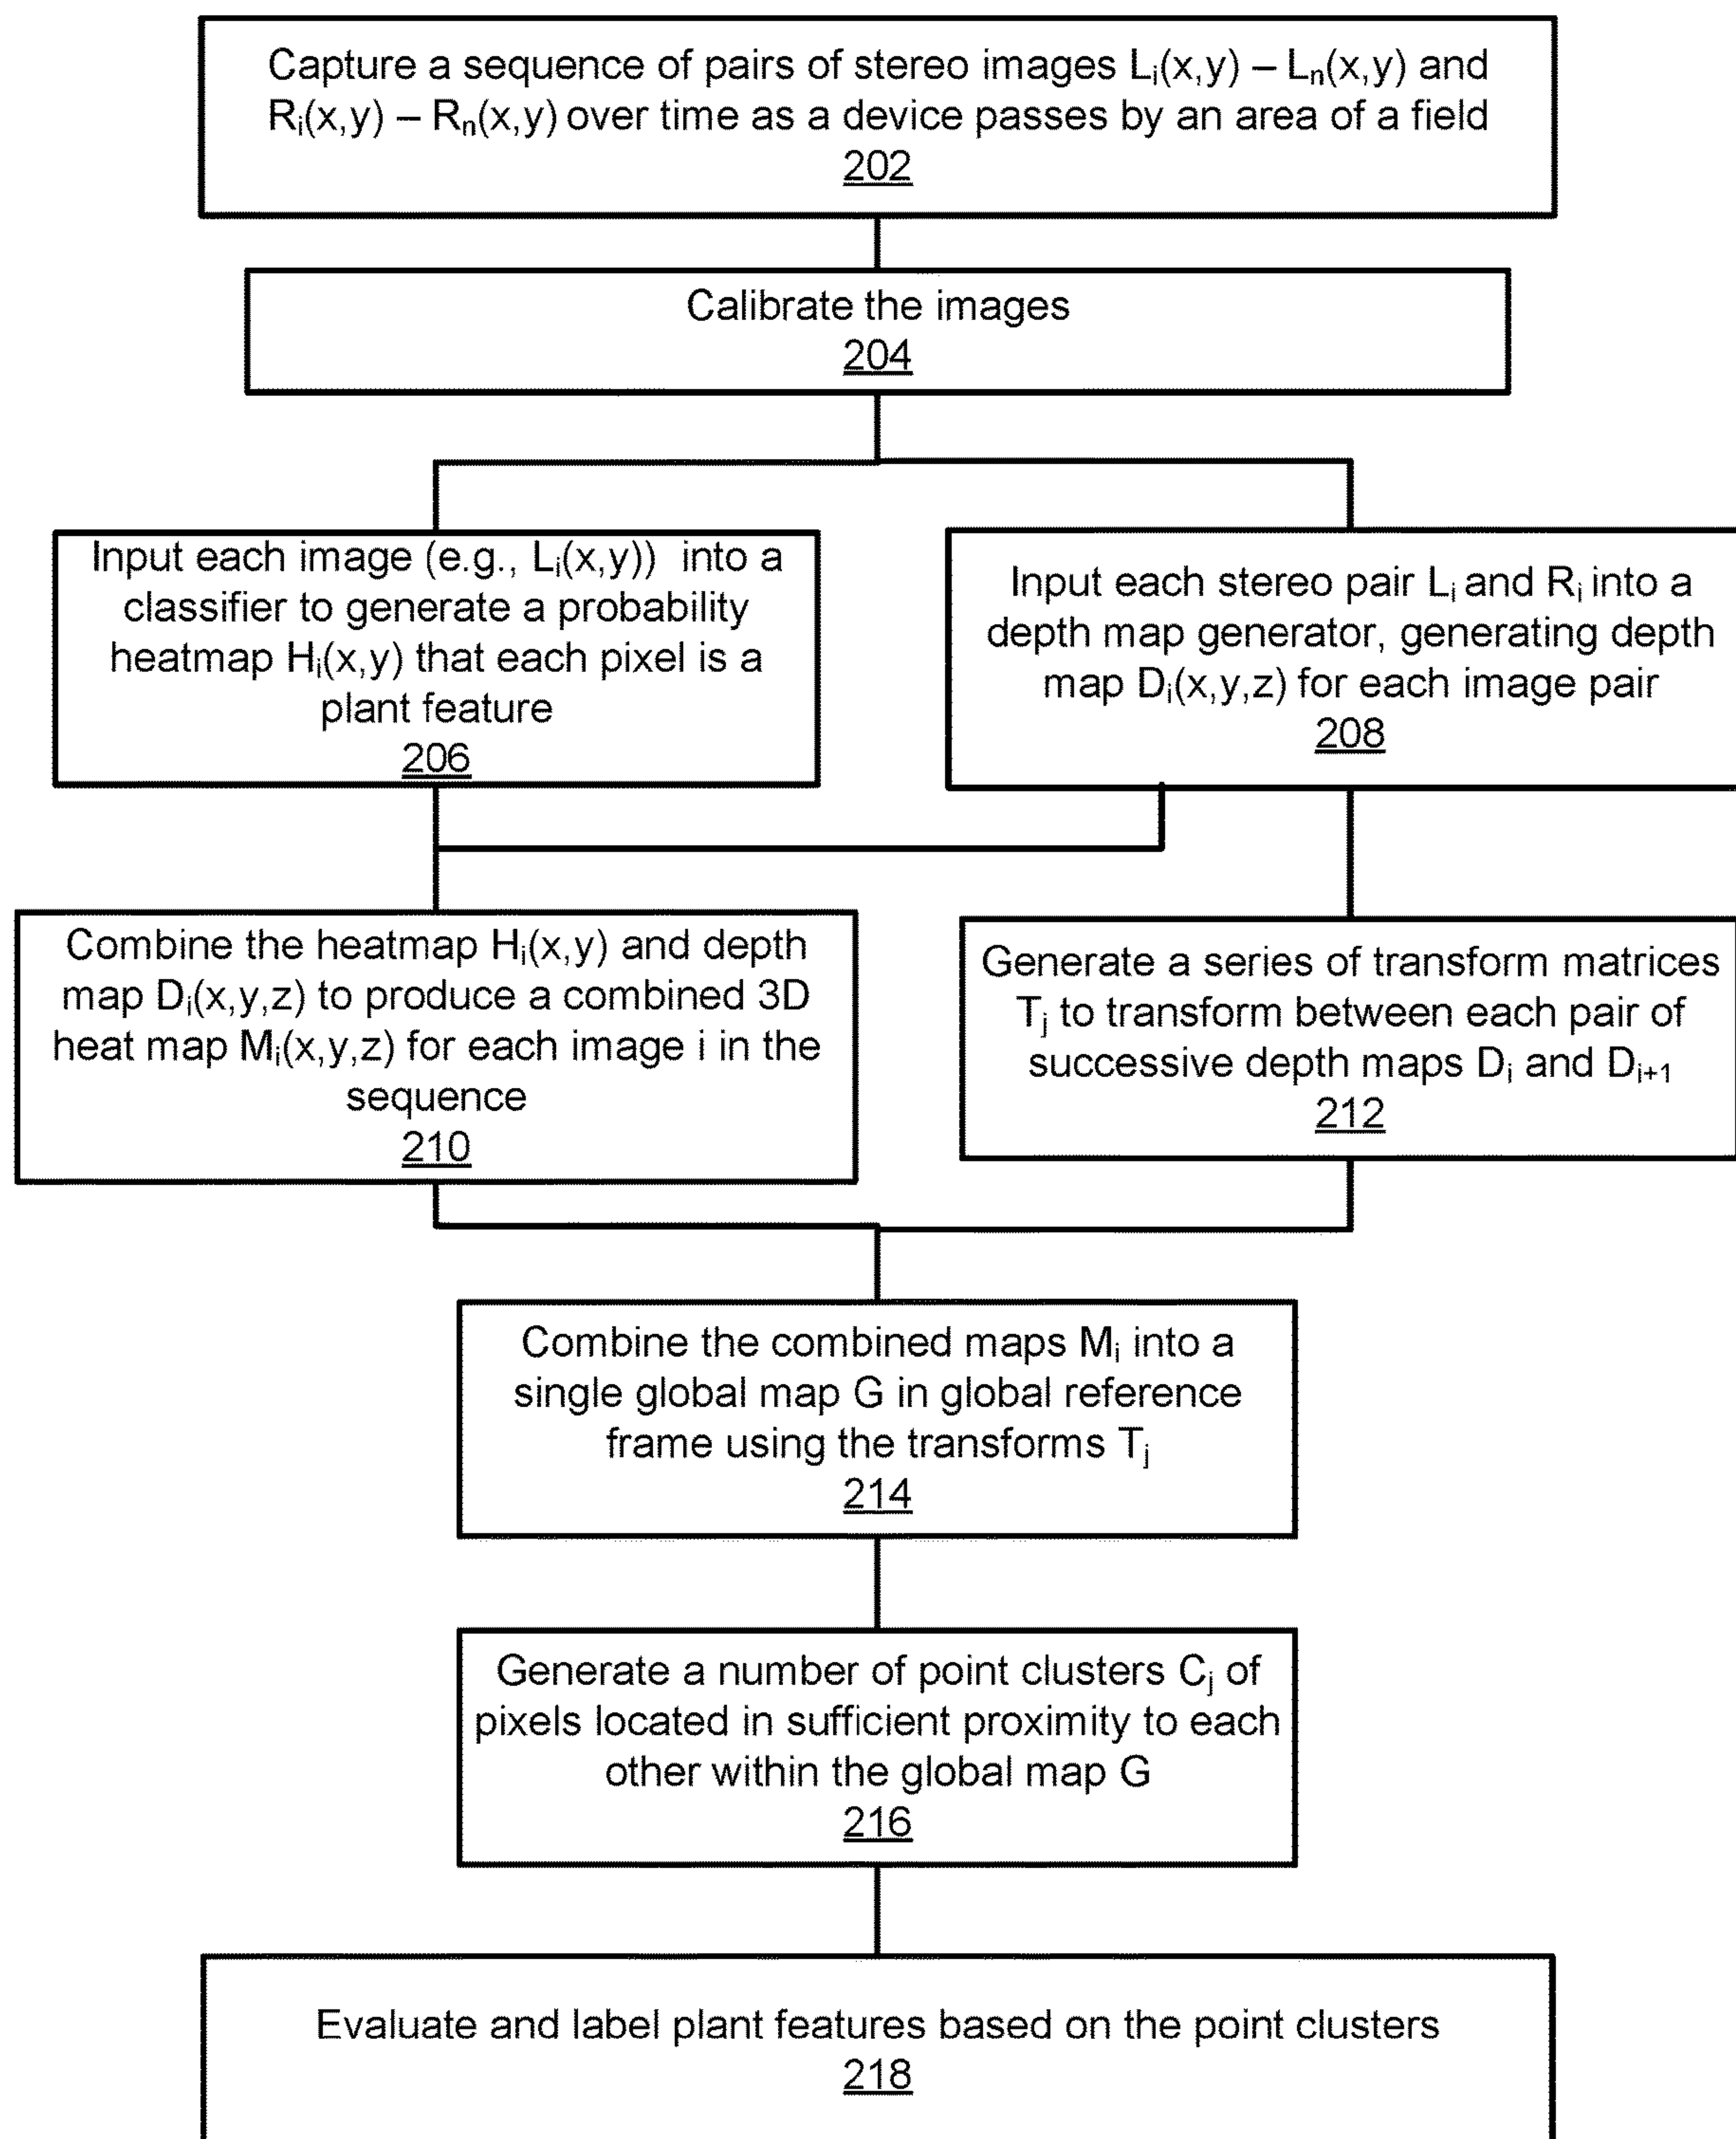 Capture a sequence of pairs of stereo images Lᵢ(x,y) – Lₙ(x,y) and
Rᵢ(x,y) – Rₙ(x,y) over time as a device passes by an area of a field
202
Calibrate the images
204
Input each image (e.g., Lᵢ(x,y)) into a
classifier to generate a probability
heatmap Hᵢ(x,y) that each pixel is a
plant feature
206
Input each stereo pair Lᵢ and Rᵢ into a
depth map generator, generating depth
map Dᵢ(x,y,z) for each image pair
208
Combine the heatmap Hᵢ(x,y) and depth
map Dᵢ(x,y,z) to produce a combined 3D
heat map Mᵢ(x,y,z) for each image i in the
sequence
210
Generate a series of transform matrices
Tⱼ to transform between each pair of
successive depth maps Dᵢ and Dᵢ₊₁
212
Combine the combined maps Mᵢ into a
single global map G in global reference
frame using the transforms Tⱼ
214
Generate a number of point clusters Cⱼ of
pixels located in sufficient proximity to each
other within the global map G
216
Evaluate and label plant features based on the point clusters
218